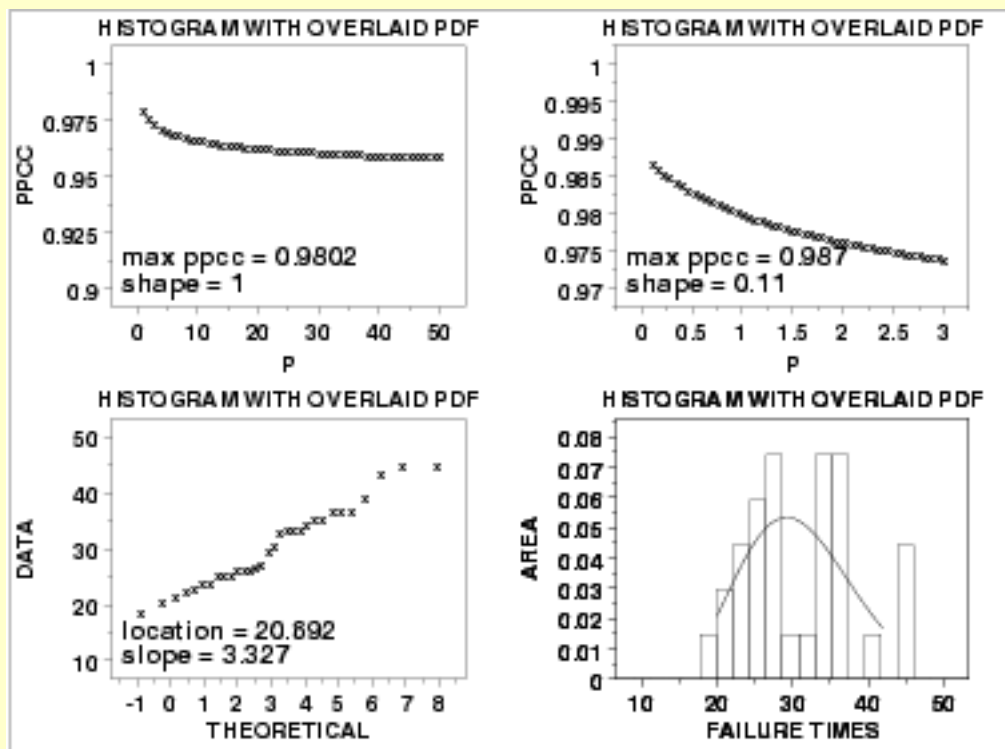 HISTOGRAM WITH OVERLAID PDF
1
0.975
0.95
0.925
0.9
PPCC
max ppcc = 0.9802
shape = 1
0 10 20 30 40 50
P
HISTOGRAM WITH OVERLAID PDF
1
0.995
0.99
0.985
0.98
0.975
0.97
PPCC
max ppcc = 0.987
shape = 0.11
0 0.5 1 1.5 2 2.5 3
P
HISTOGRAM WITH OVERLAID PDF
50
40
30
20
10
DATA
location = 20.692
slope = 3.327
-1 0 1 2 3 4 5 6 7 8
THEORETICAL
HISTOGRAM WITH OVERLAID PDF
0.08
0.07
0.06
0.05
0.04
0.03
0.02
0.01
0
AREA
10 20 30 40 50
FAILURE TIMES